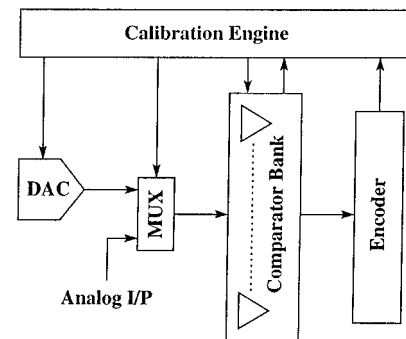 Calibration Engine
DAC
MUX
Analog I/P
Comparator Bank
Encoder